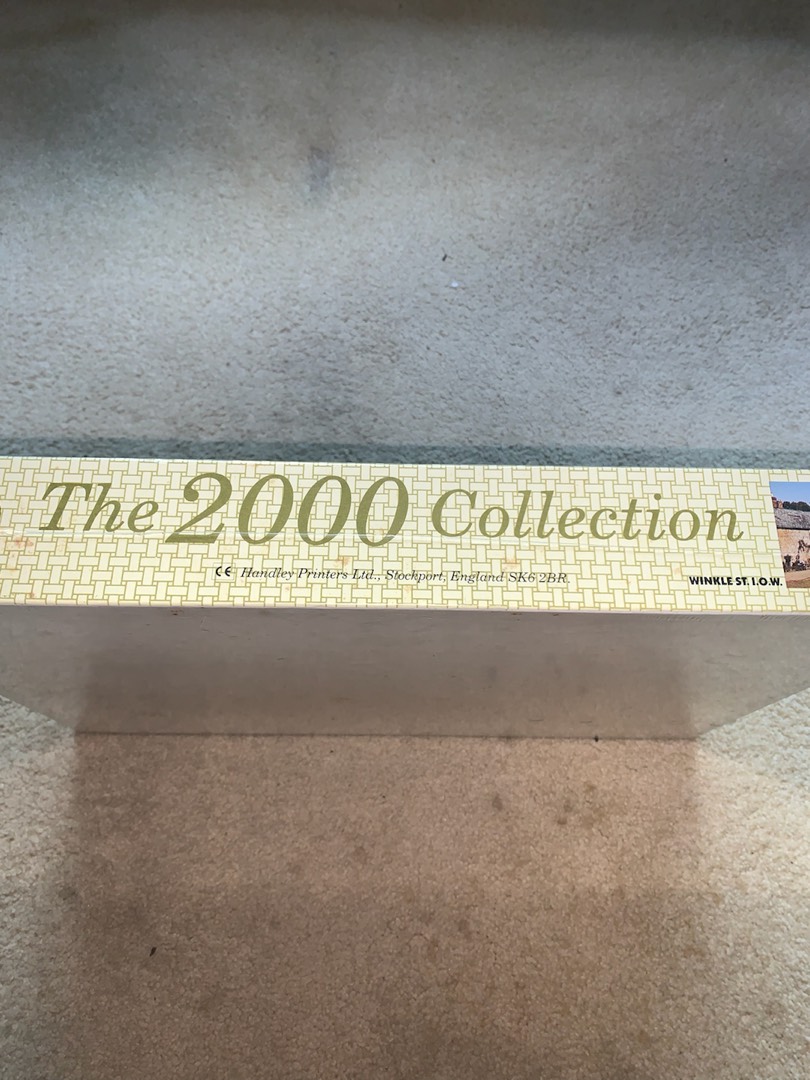 The 2000 Collection
CE Handley Printers Ltd., Stockport, England SK6 2BR.
WINKLE ST. I.O.W.